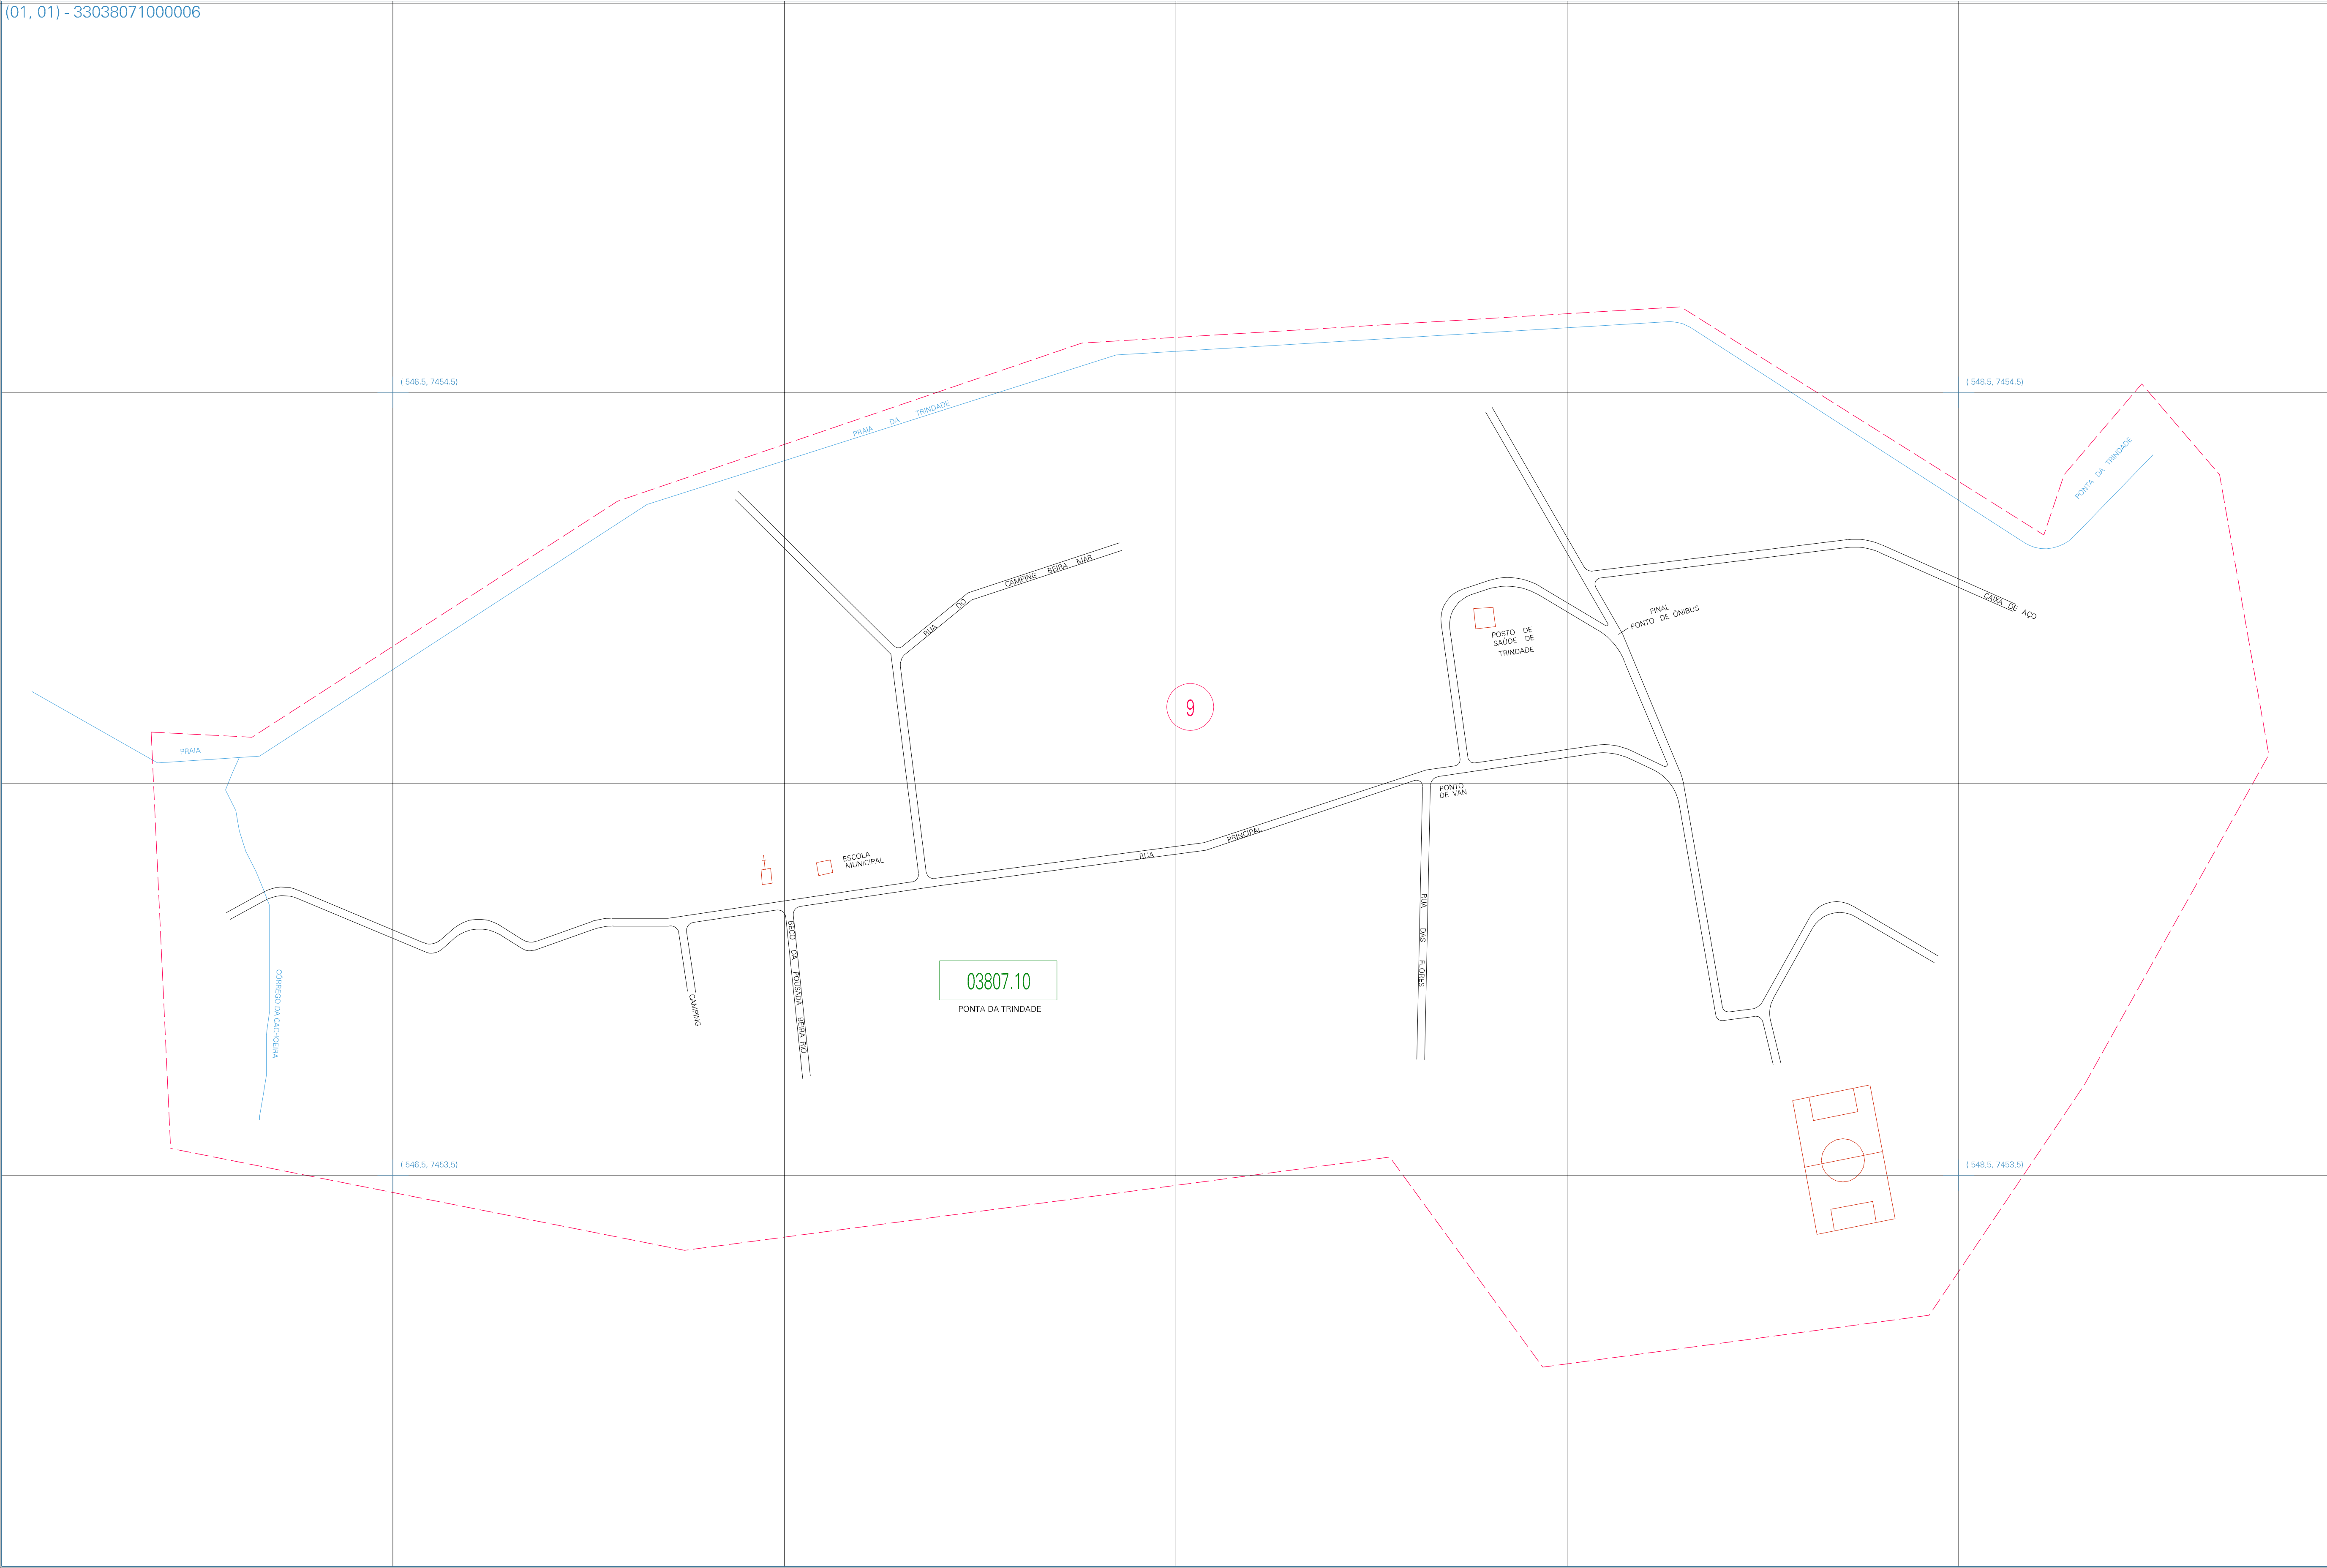 (01, 01) - 33038071000006
( 546.5, 7454.5)
( 548.5, 7454.5)
PRAIA DA TRINDADE
PONTA DA TRINDADE
RUA DO CAMPING BEIRA MAR
CAIXA DE AÇO
FINAL
PONTO DE ÔNIBUS
POSTO DE
SAÚDE DE
TRINDADE
9
PRAIA
PONTO
DE VAN
RUA PRINCIPAL
ESCOLA
MUNICIPAL
RUA DAS FLORES
BECO DA POUSADA BEIRA RIO
CAMPING
CÓRREGO DA CACHOEIRA
03807.10
PONTA DA TRINDADE
( 546.5, 7453.5)
( 548.5, 7453.5)